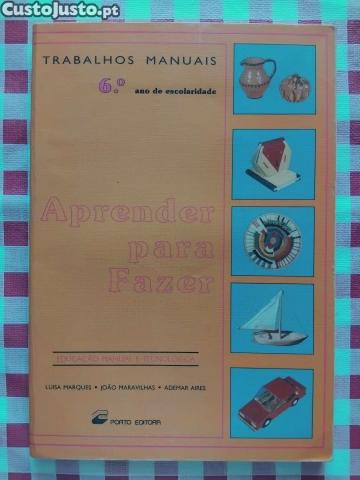 CustoJusto.pt
TRABALHOS MANUAIS
6.º ano de escolaridade
Aprender
para
Fazer
EDUCAÇÃO MANUAL E TECNOLÓGICA
LUISA MARQUES • JOÃO MARAVILHAS • ADEMAR AIRES
PORTO EDITORA